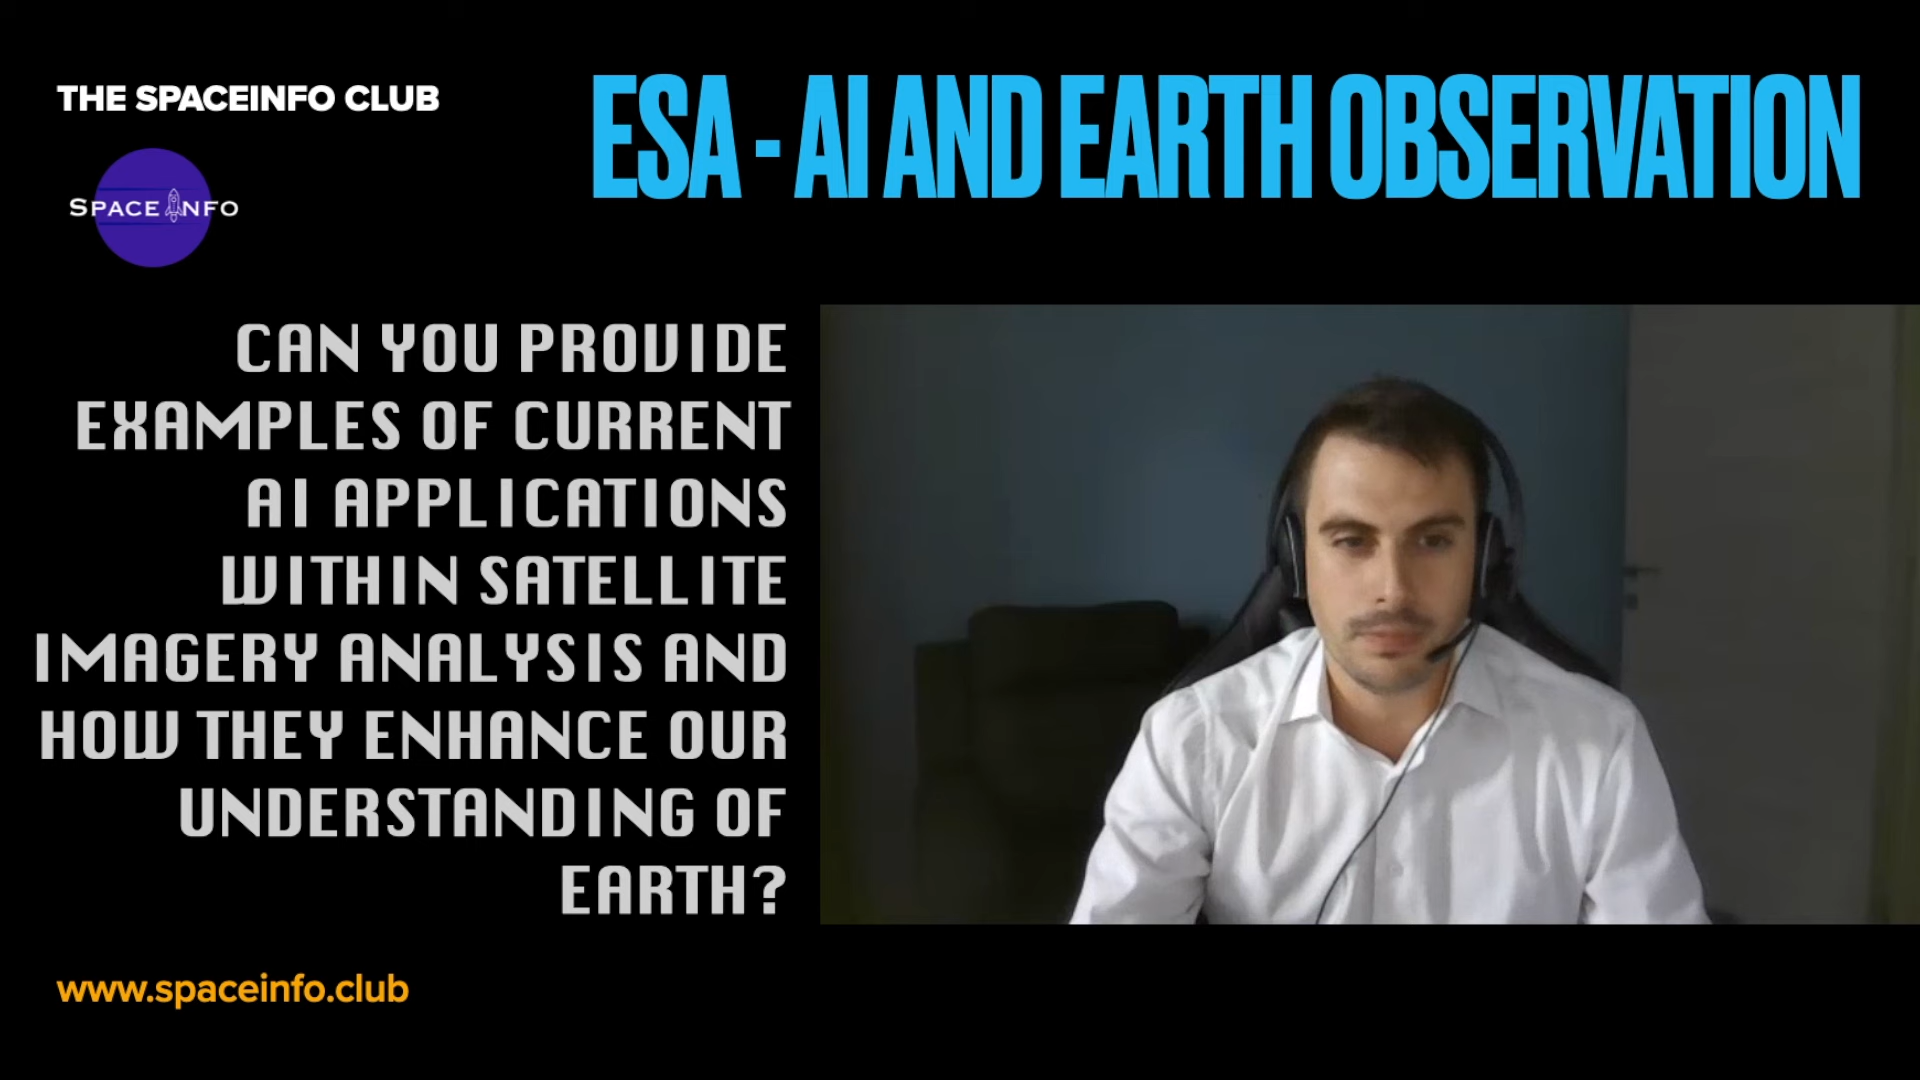 THE SPACEINFO CLUB
ESA - AI AND EARTH OBSERVATION
SPACE INFO
CAN YOU PROVIDE
EXAMPLES OF CURRENT
AI APPLICATIONS
WITHIN SATELLITE
IMAGERY ANALYSIS AND
HOW THEY ENHANCE OUR
UNDERSTANDING OF
EARTH?
www.spaceinfo.club